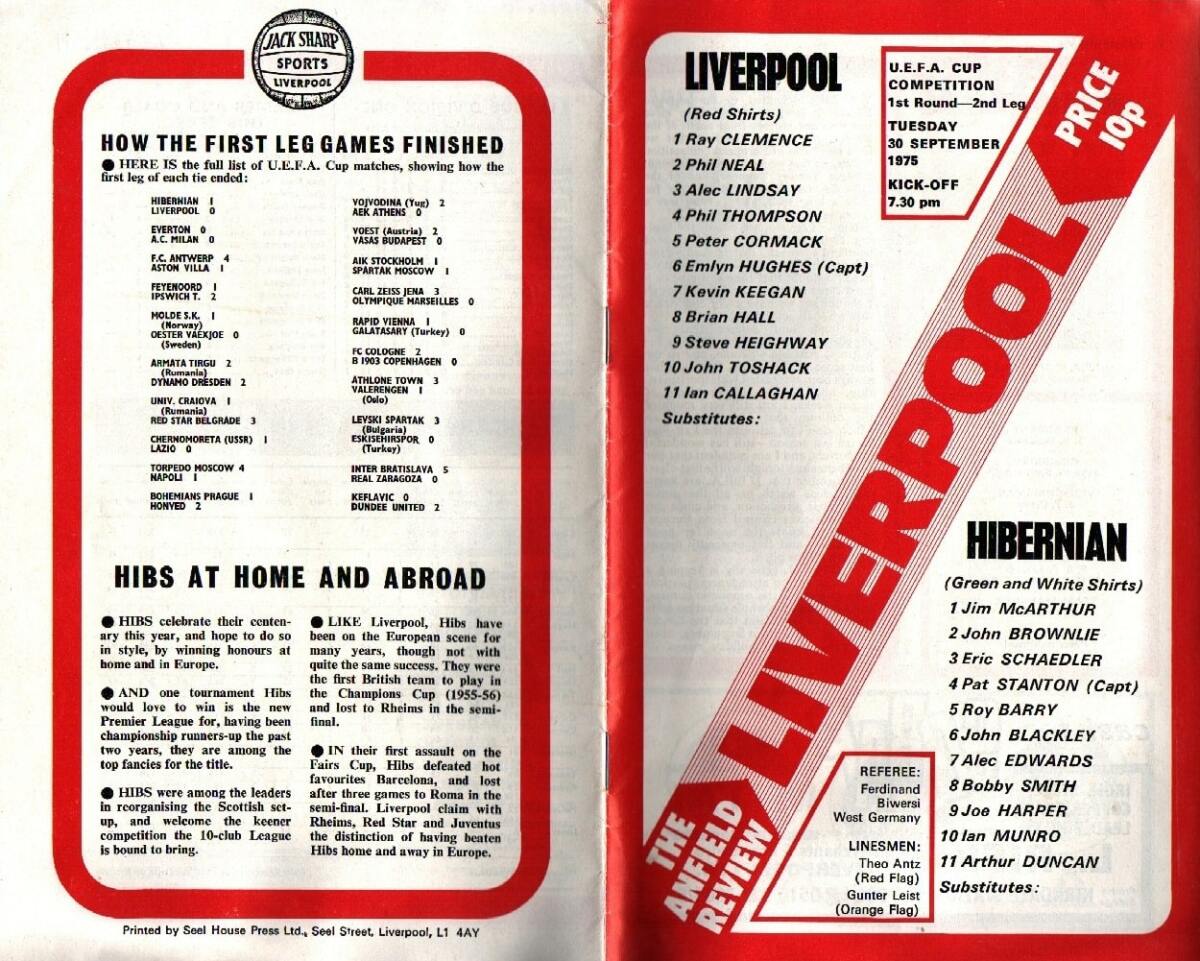 JACK SHARP
SPORTS
LIVERPOOL
HOW THE FIRST LEG GAMES FINISHED
● HERE IS the full list of U.E.F.A. Cup matches, showing how the
first leg of each tie ended:
HIBERNIAN 1
LIVERPOOL 0
EVERTON 0
A.C. MILAN 0
F.C. ANTWERP 4
ASTON VILLA 1
FEYENOORD 1
IPSWICH T. 2
MOLDE S.K. 1
(Norway)
OESTER VAEXJOE 0
(Sweden)
ARMATA TIRGU 2
(Rumania)
DYNAMO DRESDEN 2
UNIV. CRAIOVA 1
(Rumania)
RED STAR BELGRADE 3
CHERNOMORETA (USSR) 1
LAZIO 0
TORPEDO MOSCOW 4
NAPOLI 1
BOHEMIANS PRAGUE 1
HONVED 2
VOJVODINA (Yug) 2
AEK ATHENS 0
VOEST (Austria) 2
VASAS BUDAPEST 0
AIK STOCKHOLM 1
SPARTAK MOSCOW 1
CARL ZEISS JENA 3
OLYMPIQUE MARSEILLES 0
RAPID VIENNA 1
GALATASARY (Turkey) 0
FC COLOGNE 2
B 1903 COPENHAGEN 0
ATHLONE TOWN 3
VALERENGEN 1
(Oslo)
LEVSKI SPARTAK 3
(Bulgaria)
ESKISEHIRSPOR 0
(Turkey)
INTER BRATISLAVA 5
REAL ZARAGOZA 0
KEFLAVIC 0
DUNDEE UNITED 2
HIBS AT HOME AND ABROAD
● HIBS celebrate their centen-
ary this year, and hope to do so
in style, by winning honours at
home and in Europe.
● AND one tournament Hibs
would love to win is the new
Premier League for, having been
championship runners-up the past
two years, they are among the
top fancies for the title.
● HIBS were among the leaders
in reorganising the Scottish set-
up, and welcome the keener
competition the 10-club League
is bound to bring.
● LIKE Liverpool, Hibs have
been on the European scene for
many years, though not with
quite the same success. They were
the first British team to play in
the Champions Cup (1955-56)
and lost to Rheims in the semi-
final.
● IN their first assault on the
Fairs Cup, Hibs defeated hot
favourites Barcelona, and lost
after three games to Roma in the
semi-final. Liverpool claim with
Rheims, Red Star and Juventus
the distinction of having beaten
Hibs home and away in Europe.
Printed by Seel House Press Ltd., Seel Street, Liverpool, L1 4AY
LIVERPOOL
(Red Shirts)
1 Ray CLEMENCE
2 Phil NEAL
3 Alec LINDSAY
4 Phil THOMPSON
5 Peter CORMACK
6 Emlyn HUGHES (Capt)
7 Kevin KEEGAN
8 Brian HALL
9 Steve HEIGHWAY
10 John TOSHACK
11 Ian CALLAGHAN
Substitutes:
U.E.F.A. CUP
COMPETITION
1st Round—2nd Leg
TUESDAY
30 SEPTEMBER
1975
KICK-OFF
7.30 pm
PRICE
10p
LIVERPOOL
THE
ANFIELD
REVIEW
HIBERNIAN
(Green and White Shirts)
1 Jim McARTHUR
2 John BROWNLIE
3 Eric SCHAEDLER
4 Pat STANTON (Capt)
5 Roy BARRY
6 John BLACKLEY
7 Alec EDWARDS
8 Bobby SMITH
9 Joe HARPER
10 Ian MUNRO
11 Arthur DUNCAN
Substitutes:
REFEREE:
Ferdinand
Biwersi
West Germany
LINESMEN:
Theo Antz
(Red Flag)
Gunter Leist
(Orange Flag)